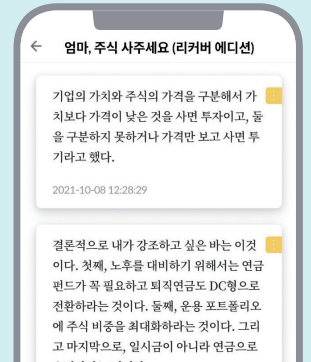 엄마, 주식 사주세요 (리커버 에디션)
기업의 가치와 주식의 가격을 구분해서 가
치보다 가격이 낮은 것을 사면 투자이고, 둘
을 구분하지 못하거나 가격만 보고 사면 투
기라고 했다.
2021-10-08 12:28:29
결론적으로 내가 강조하고 싶은 바는 이것
이다. 첫째, 노후를 대비하기 위해서는 연금
펀드가 꼭 필요하고 퇴직연금도 DC형으로
전환하라는 것이다. 둘째, 운용 포트폴리오
에 주식 비중을 최대화하라는 것이다. 그리
고 마지막으로, 일시금이 아니라 연금으로